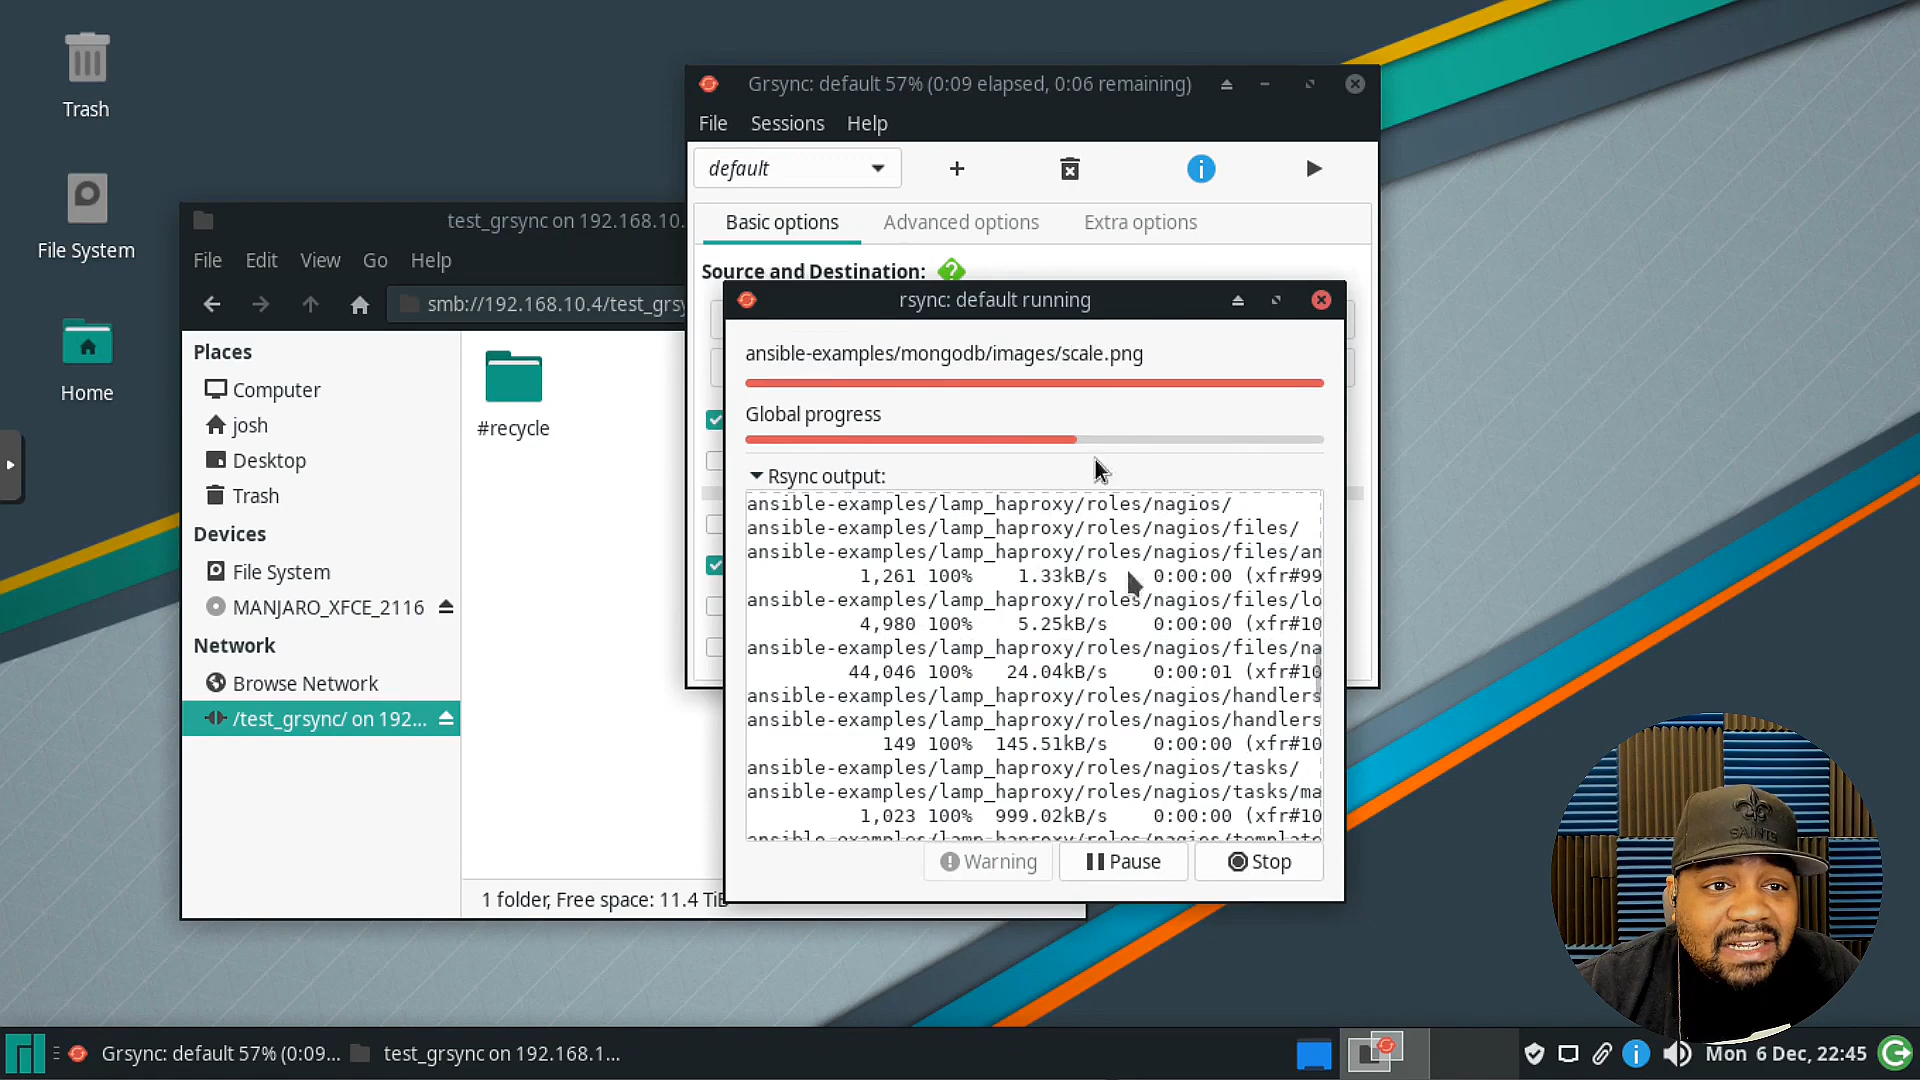 Trash
File System
Home
Grsync: default 57% (0:09 elapsed, 0:06 remaining)
File Sessions Help
default
Basic options Advanced options Extra options
Source and Destination:
test_grsync on 192.168.10.
File Edit View Go Help
smb://192.168.10.4/test_grsy
Places
Computer
josh
Desktop
Trash
Devices
File System
MANJARO_XFCE_2116
Network
Browse Network
/test_grsync/ on 192...
#recycle
1 folder, Free space: 11.4 TiB
rsync: default running
ansible-examples/mongodb/images/scale.png
Global progress
Rsync output:
ansible-examples/lamp_haproxy/roles/nagios/
ansible-examples/lamp_haproxy/roles/nagios/files/
ansible-examples/lamp_haproxy/roles/nagios/files/an
1,261 100% 1.33kB/s 0:00:00 (xfr#99
ansible-examples/lamp_haproxy/roles/nagios/files/lo
4,980 100% 5.25kB/s 0:00:00 (xfr#10
ansible-examples/lamp_haproxy/roles/nagios/files/na
44,046 100% 24.04kB/s 0:00:01 (xfr#10
ansible-examples/lamp_haproxy/roles/nagios/handlers
ansible-examples/lamp_haproxy/roles/nagios/handlers
149 100% 145.51kB/s 0:00:00 (xfr#10
ansible-examples/lamp_haproxy/roles/nagios/tasks/
ansible-examples/lamp_haproxy/roles/nagios/tasks/ma
1,023 100% 999.02kB/s 0:00:00 (xfr#10
ansible-examples/lamp_haproxy/roles/nagios/template
Warning Pause Stop
SAINTS
Grsync: default 57% (0:09...
test_grsync on 192.168.1...
Mon 6 Dec, 22:45